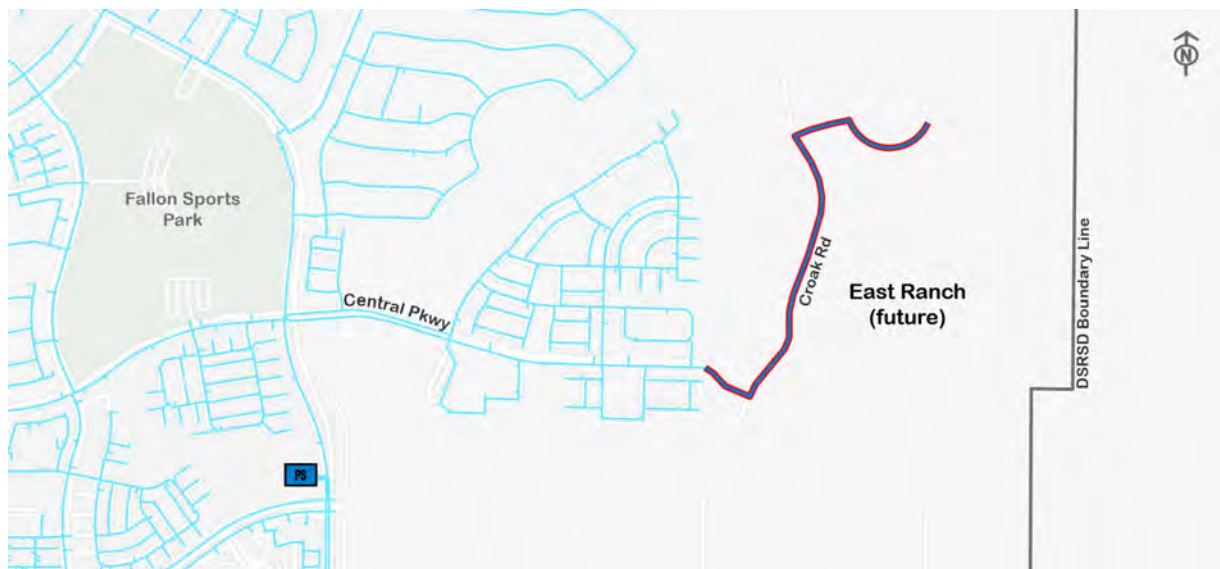 N
Fallon Sports
Park
Central Pkwy
Croak Rd
East Ranch
(future)
DSRSD Boundary Line
PS